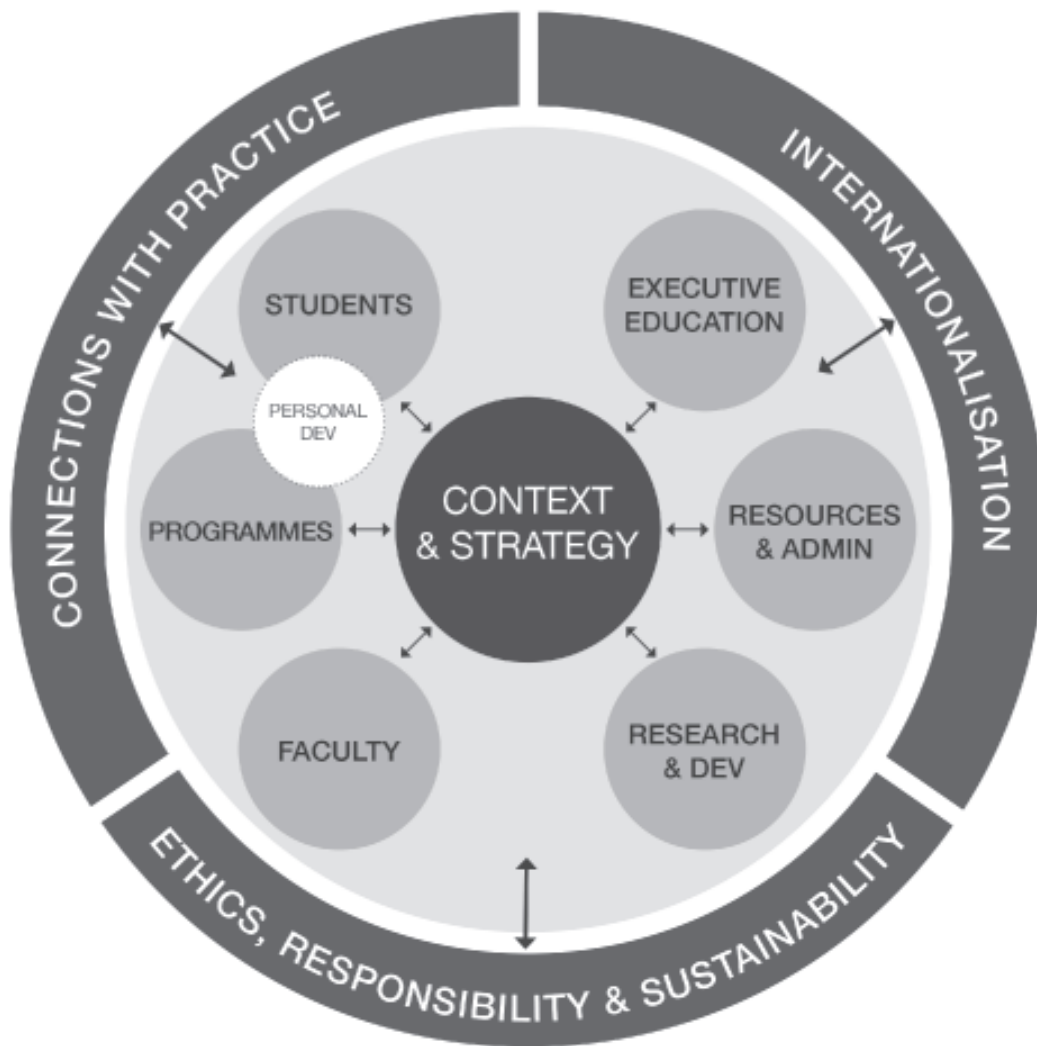 CONNECTIONS WITH PRACTICE
INTERNATIONALISATION
STUDENTS
EXECUTIVE
EDUCATION
PERSONAL
DEV
PROGRAMMES
CONTEXT
& STRATEGY
RESOURCES
& ADMIN
FACULTY
RESEARCH
& DEV
ETHICS, RESPONSIBILITY & SUSTAINABILITY